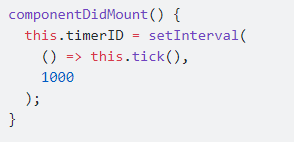 componentDidMount() {
  this.timerID = setInterval(
    () => this.tick(),
    1000
  );
}